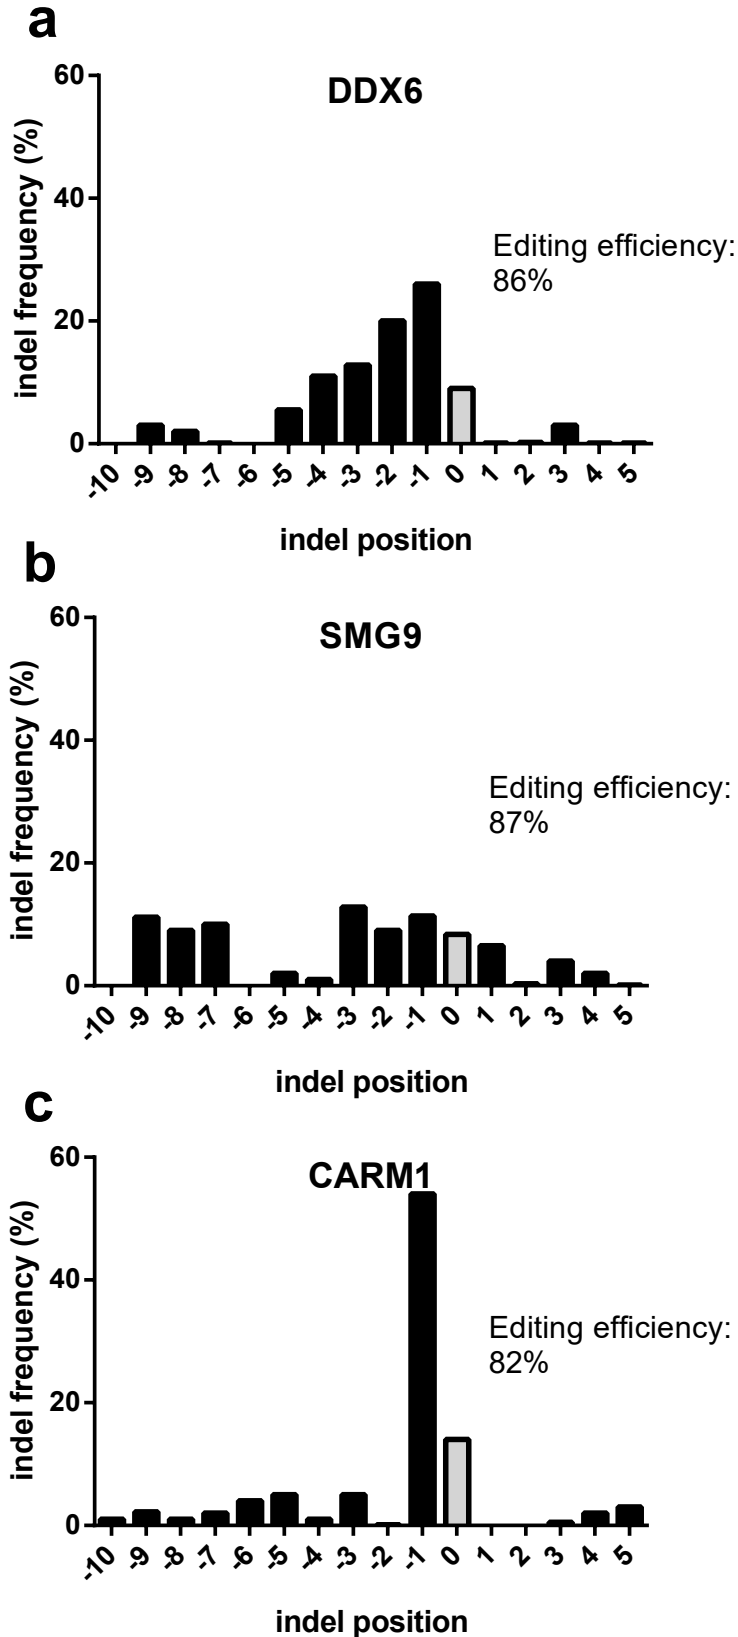 a
DDX6
60
40
20
0
indel frequency (%)
Editing efficiency:
86%
-10 -9 -8 -7 -6 -5 -4 -3 -2 -1 0 1 2 3 4 5
indel position
b
SMG9
60
40
20
0
indel frequency (%)
Editing efficiency:
87%
-10 -9 -8 -7 -6 -5 -4 -3 -2 -1 0 1 2 3 4 5
indel position
c
CARM1
60
40
20
0
indel frequency (%)
Editing efficiency:
82%
-10 -9 -8 -7 -6 -5 -4 -3 -2 -1 0 1 2 3 4 5
indel position